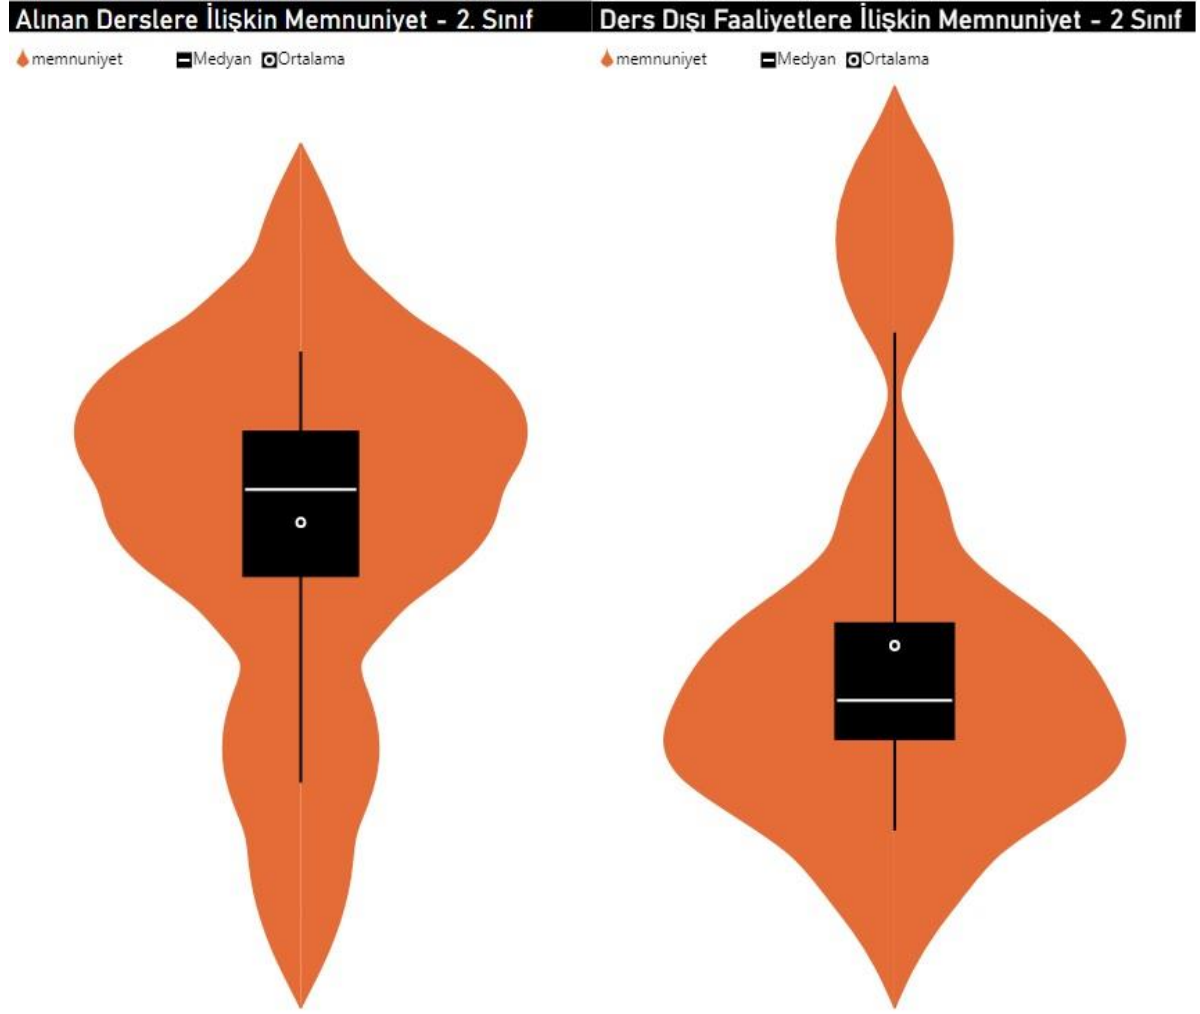 Alınan Derslere İlişkin Memnuniyet - 2. Sınıf
memnuniyet Medyan Ortalama
Ders Dışı Faaliyetlere İlişkin Memnuniyet - 2 Sınıf
memnuniyet Medyan Ortalama